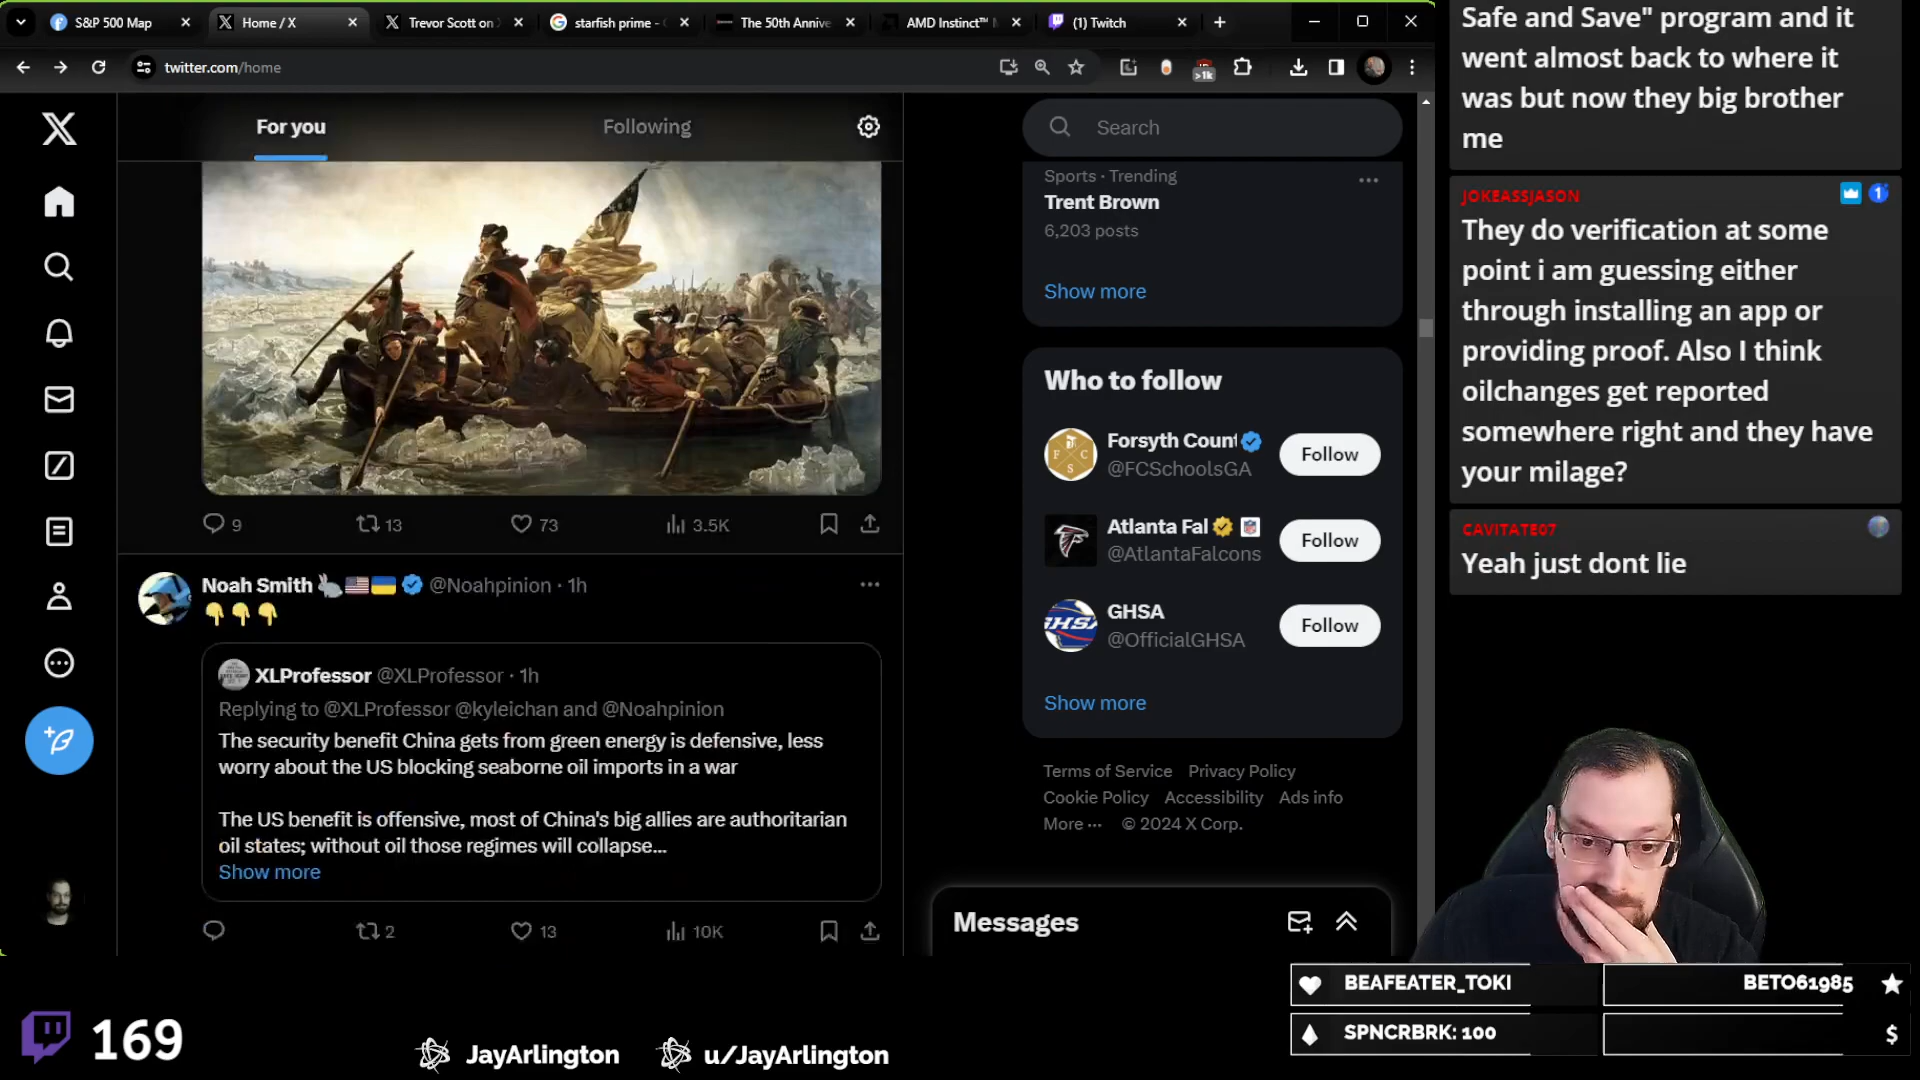 S&P 500 Map
Home / X
Trevor Scott on
starfish prime -
The 50th Annive
AMD Instinct™
(1) Twitch
twitter.com/home
>1k
For you
Following
9
13
73
3.5K
Noah Smith @Noahpinion · 1h
XLProfessor @XLProfessor · 1h
Replying to @XLProfessor @kyleichan and @Noahpinion
The security benefit China gets from green energy is defensive, less
worry about the US blocking seaborne oil imports in a war
The US benefit is offensive, most of China's big allies are authoritarian
oil states; without oil those regimes will collapse...
Show more
2
13
10K
Search
Sports · Trending
Trent Brown
6,203 posts
Show more
Who to follow
Forsyth Coun
@FCSchoolsGA
Follow
Atlanta Fal
@AtlantaFalcons
Follow
GHSA
@OfficialGHSA
Follow
Show more
Terms of Service Privacy Policy
Cookie Policy Accessibility Ads info
More ··· © 2024 X Corp.
Messages
Safe and Save" program and it
went almost back to where it
was but now they big brother
me
JOKEASSJASON
They do verification at some
point i am guessing either
through installing an app or
providing proof. Also I think
oilchanges get reported
somewhere right and they have
your milage?
CAVITATE07
Yeah just dont lie
BEAFEATER_TOKI
BETO61985
SPNCRBRK: 100
$
169
JayArlington
u/JayArlington